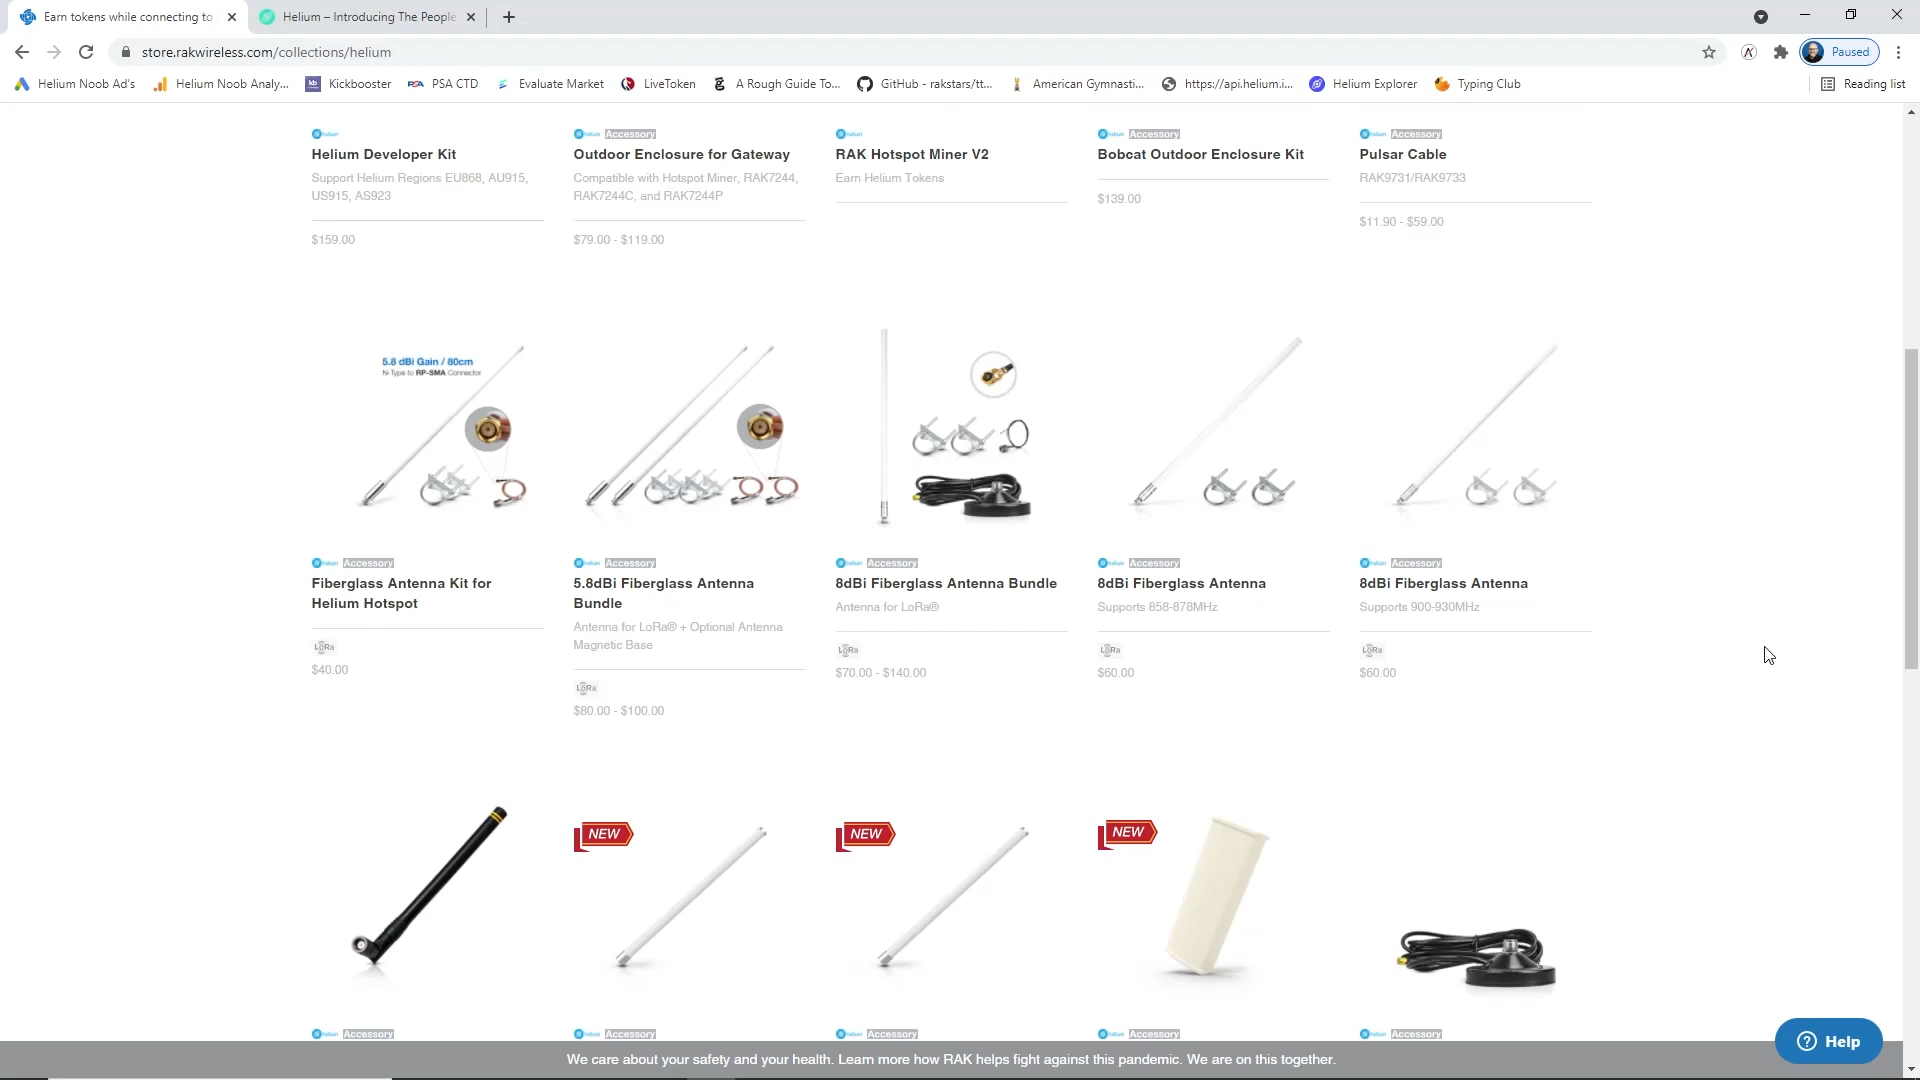 Earn tokens while connecting to
Helium – Introducing The People
store.rakwireless.com/collections/helium
Paused
Helium Noob Ad's
Helium Noob Analy...
kb Kickbooster
PSA CTD
Evaluate Market
LiveToken
A Rough Guide To...
GitHub - rakstars/tt...
American Gymnasti...
https://api.helium.i...
Helium Explorer
Typing Club
Reading list
Helium
Helium Accessory
Helium
Helium Accessory
Helium Accessory
Helium Developer Kit
Outdoor Enclosure for Gateway
RAK Hotspot Miner V2
Bobcat Outdoor Enclosure Kit
Pulsar Cable
Support Helium Regions EU868, AU915,
US915, AS923
Compatible with Hotspot Miner, RAK7244,
RAK7244C, and RAK7244P
Earn Helium Tokens
RAK9731/RAK9733
$159.00
$79.00 - $119.00
$139.00
$11.90 - $59.00
5.8 dBi Gain / 80cm
N-Type to RP-SMA Connector
Helium Accessory
Helium Accessory
Helium Accessory
Helium Accessory
Helium Accessory
Fiberglass Antenna Kit for
Helium Hotspot
5.8dBi Fiberglass Antenna
Bundle
8dBi Fiberglass Antenna Bundle
8dBi Fiberglass Antenna
8dBi Fiberglass Antenna
Antenna for LoRa® + Optional Antenna
Magnetic Base
Antenna for LoRa®
Supports 858-878MHz
Supports 900-930MHz
LoRa
LoRa
LoRa
LoRa
LoRa
$40.00
$80.00 - $100.00
$70.00 - $140.00
$60.00
$60.00
NEW
NEW
NEW
Helium Accessory
Helium Accessory
Helium Accessory
Helium Accessory
Helium Accessory
We care about your safety and your health. Learn more how RAK helps fight against this pandemic. We are on this together.
? Help